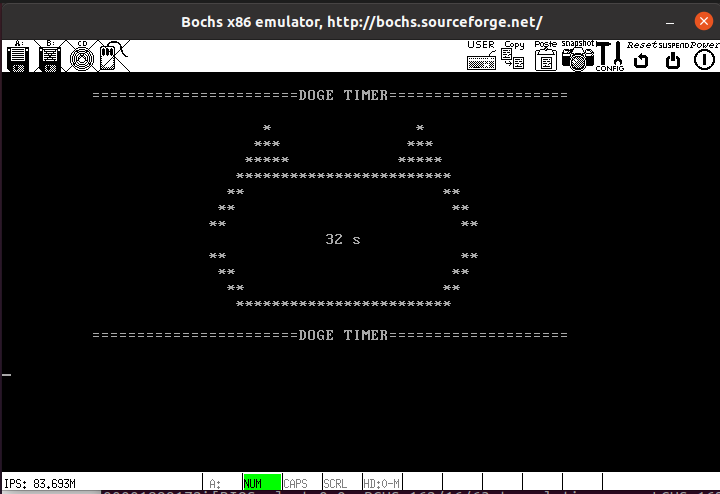 Bochs x86 emulator, http://bochs.sourceforge.net/
A: B: CD USER Copy Paste snapshot CONFIG Reset SUSPEND Power
=======================DOGE TIMER====================
*                *
***              ***
*****            *****
************************
**                      **
**                        **
**                          **
32 s
**                          **
**                        **
**                      **
************************
=======================DOGE TIMER====================
IPS: 83.693M A: NUM CAPS SCRL HD:0-M